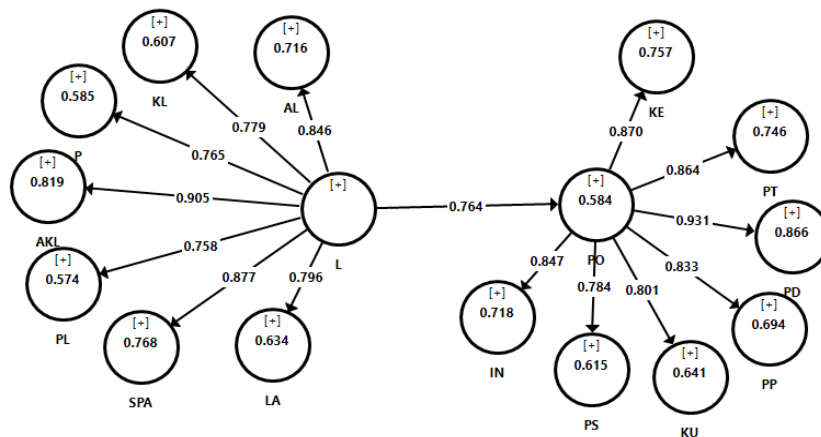 [+]
0.607
KL
[+]
0.716
AL
[+]
0.757
KE
[+]
0.585
P
[+]
0.746
PT
[+]
0.819
AKL
[+]
L
[+]
0.584
PO
0.866
PD
[+]
0.574
PL
[+]
0.768
SPA
[+]
0.634
LA
[+]
0.718
IN
[+]
0.615
PS
[+]
0.641
KU
[+]
0.694
PP
0.779
0.846
0.765
0.905
0.758
0.877
0.796
0.764
0.870
0.864
0.931
0.833
0.801
0.784
0.847